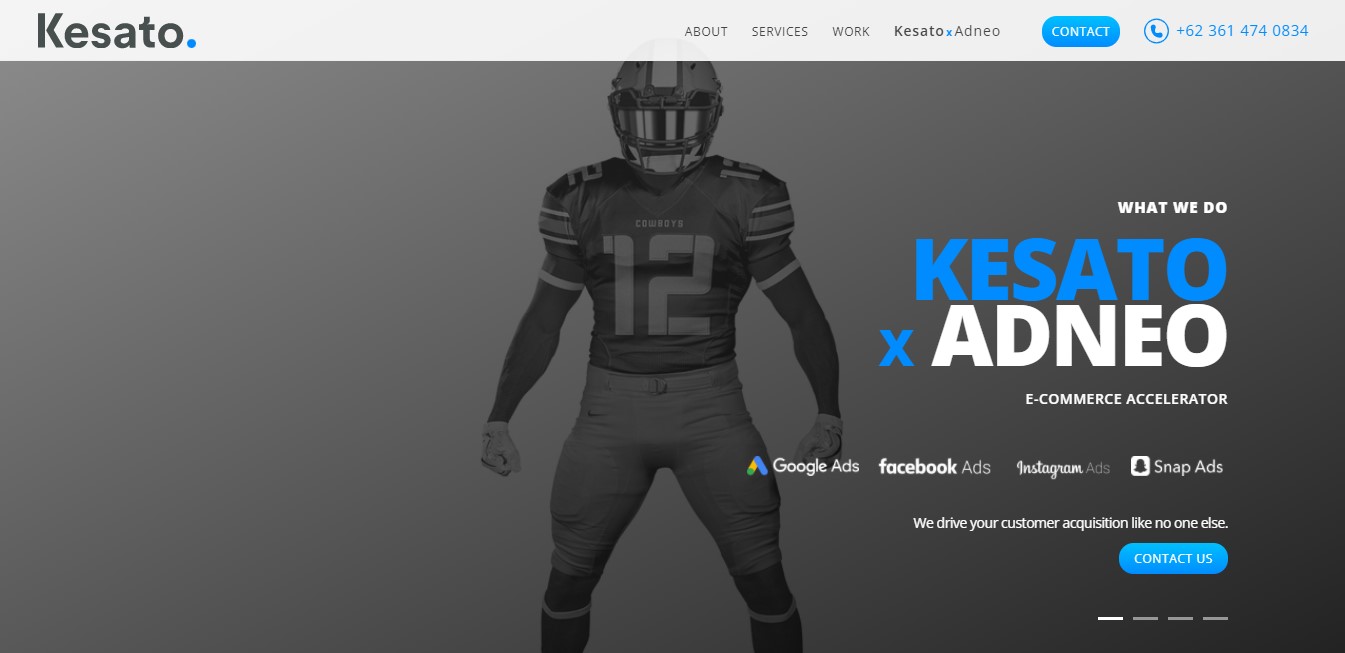 Kesato.
ABOUT
SERVICES
WORK
Kesato x Adneo
CONTACT
+62 361 474 0834
12
COWBOYS
12
WHAT WE DO
KESATO
x ADNEO
E-COMMERCE ACCELERATOR
Google Ads
facebook Ads
Instagram Ads
Snap Ads
We drive your customer acquisition like no one else.
CONTACT US